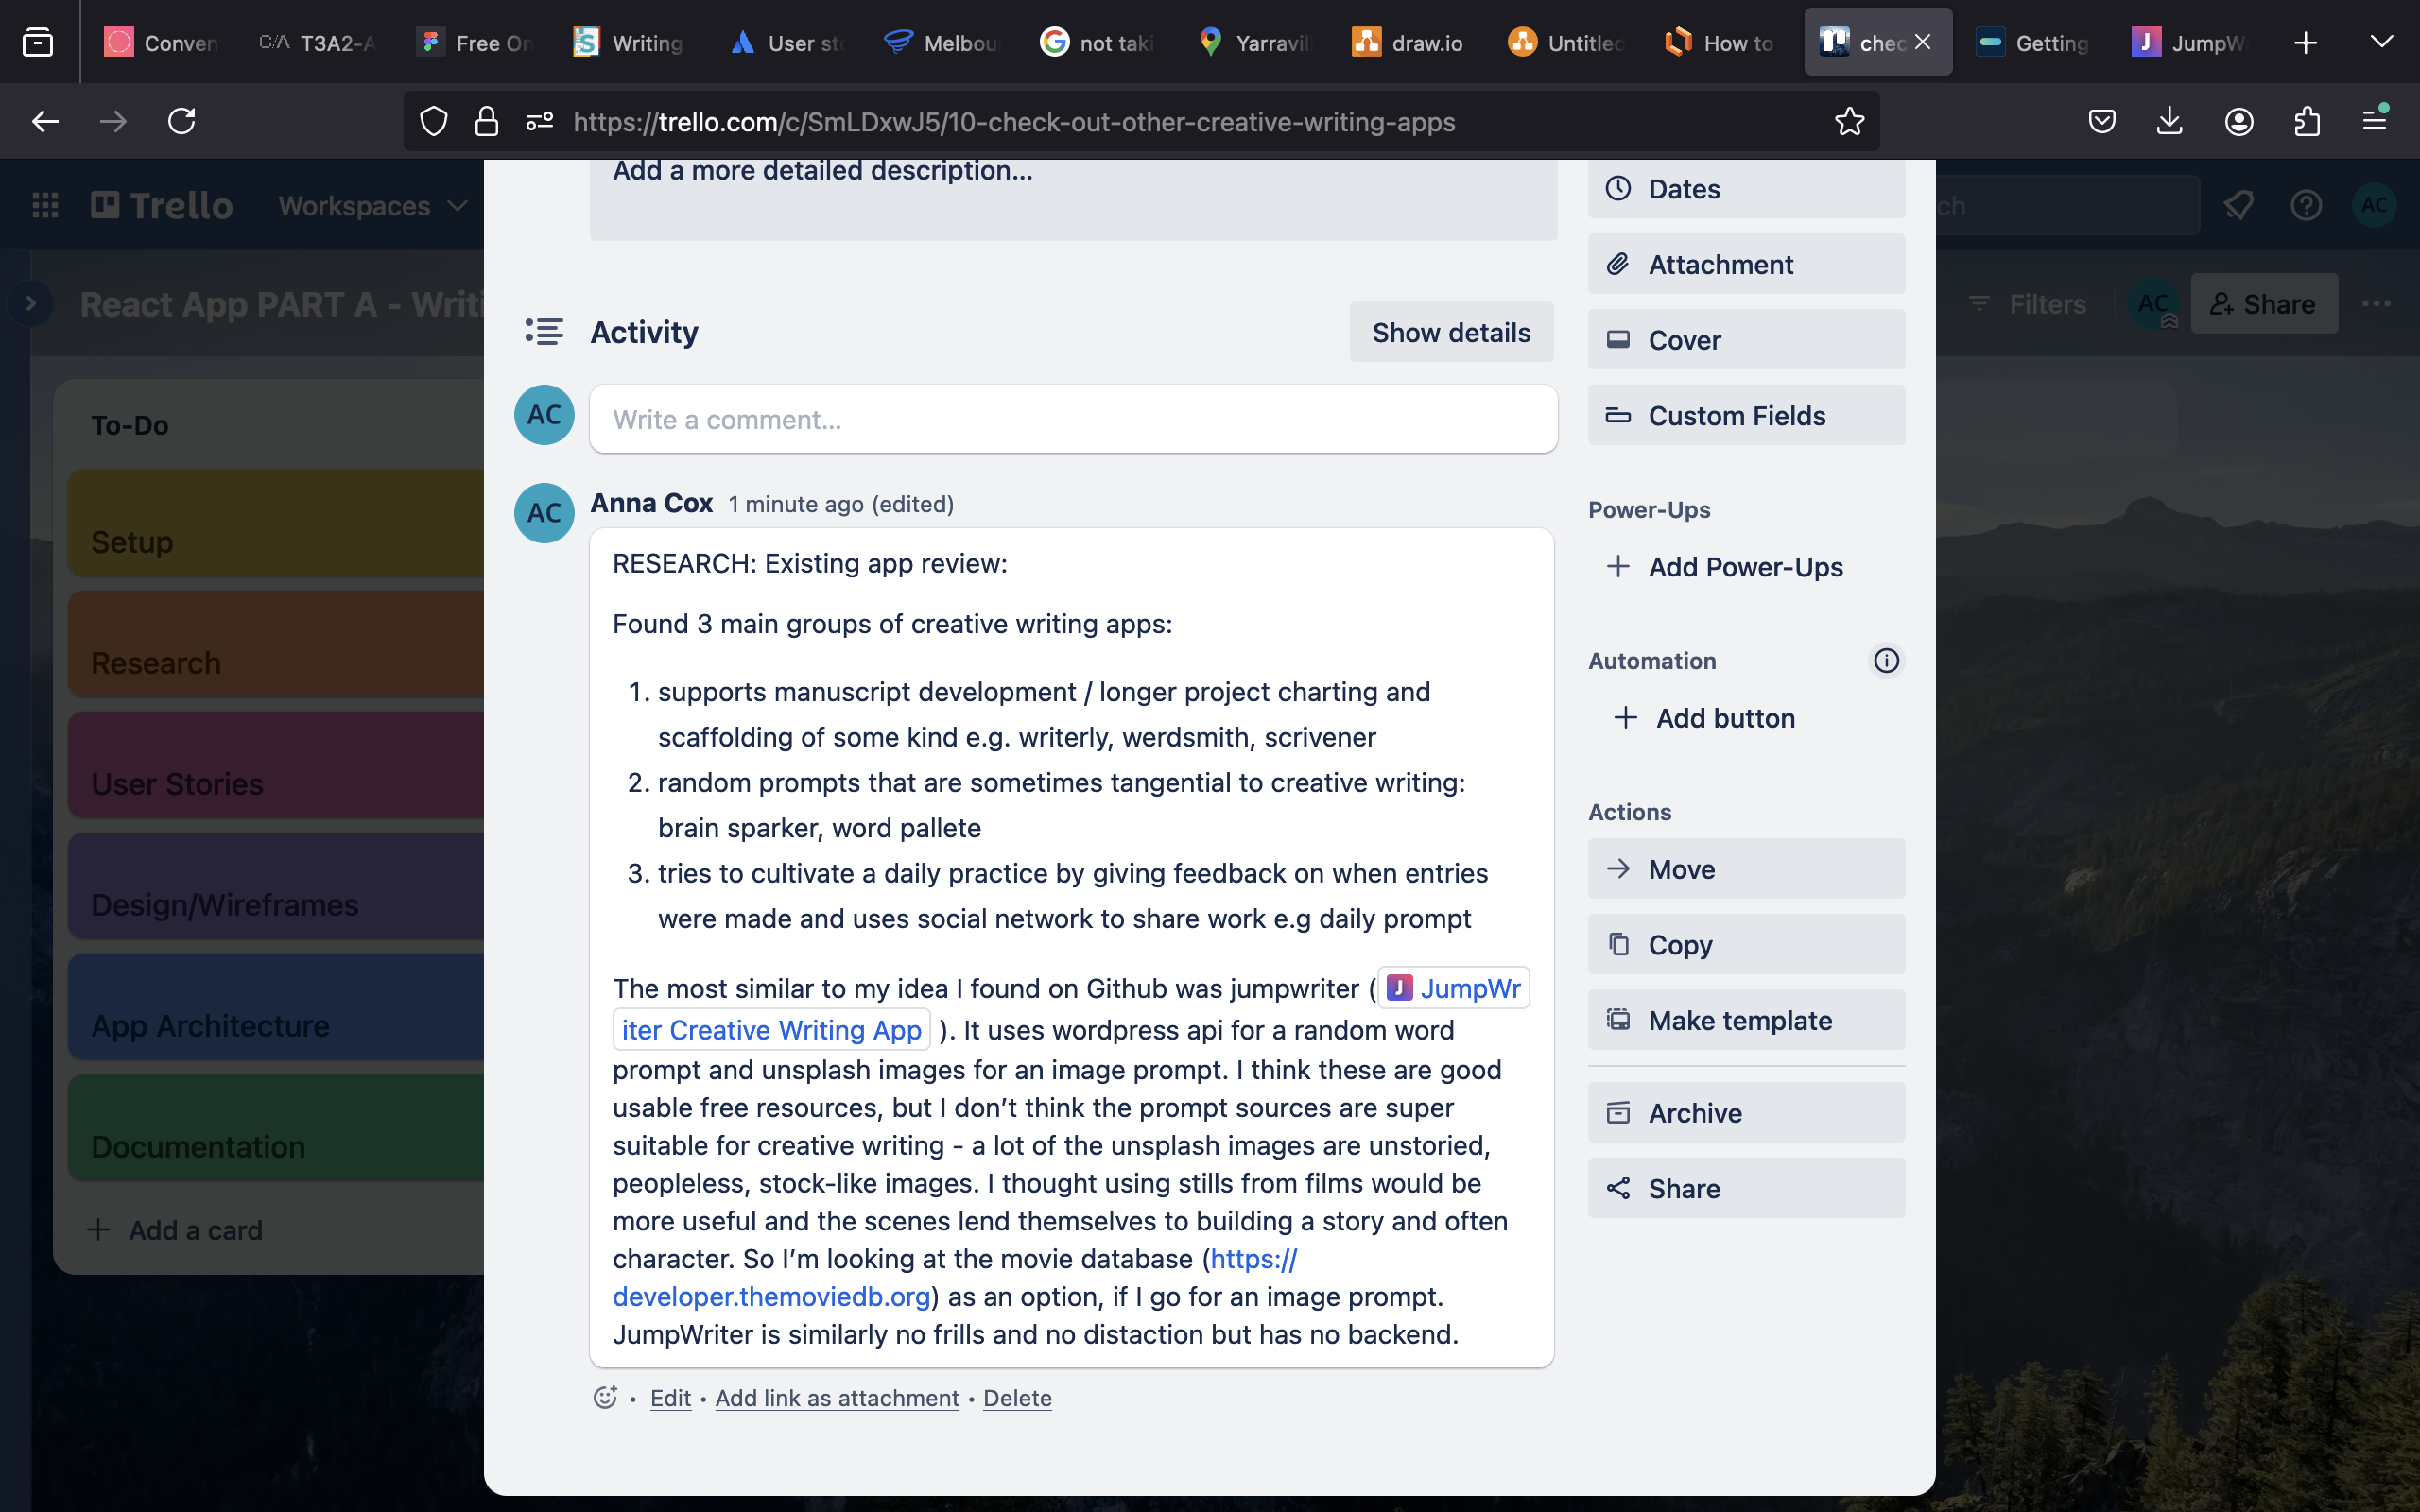 Conven
C/A T3A2-A
Free On
Writing
User sto
Melbou
not taki
Yarravil
draw.io
Untitled
How to
chec
Getting
JumpW
https://trello.com/c/SmLDxwJ5/10-check-out-other-creative-writing-apps
Trello
Workspaces
ch
AC
React App PART A - Writi
Filters
AC
Share
To-Do
Setup
Research
User Stories
Design/Wireframes
App Architecture
Documentation
Add a card
Add a more detailed description...
Activity
Show details
AC
Write a comment...
AC
Anna Cox 1 minute ago (edited)
RESEARCH: Existing app review:
Found 3 main groups of creative writing apps:
1. supports manuscript development / longer project charting and
scaffolding of some kind e.g. writerly, werdsmith, scrivener
2. random prompts that are sometimes tangential to creative writing:
brain sparker, word pallete
3. tries to cultivate a daily practice by giving feedback on when entries
were made and uses social network to share work e.g daily prompt
The most similar to my idea I found on Github was jumpwriter ( J JumpWr
iter Creative Writing App ). It uses wordpress api for a random word
prompt and unsplash images for an image prompt. I think these are good
usable free resources, but I don't think the prompt sources are super
suitable for creative writing - a lot of the unsplash images are unstoried,
peopleless, stock-like images. I thought using stills from films would be
more useful and the scenes lend themselves to building a story and often
character. So I'm looking at the movie database (https://
developer.themoviedb.org) as an option, if I go for an image prompt.
JumpWriter is similarly no frills and no distaction but has no backend.
• Edit • Add link as attachment • Delete
Dates
Attachment
Cover
Custom Fields
Power-Ups
Add Power-Ups
Automation
Add button
Actions
Move
Copy
Make template
Archive
Share